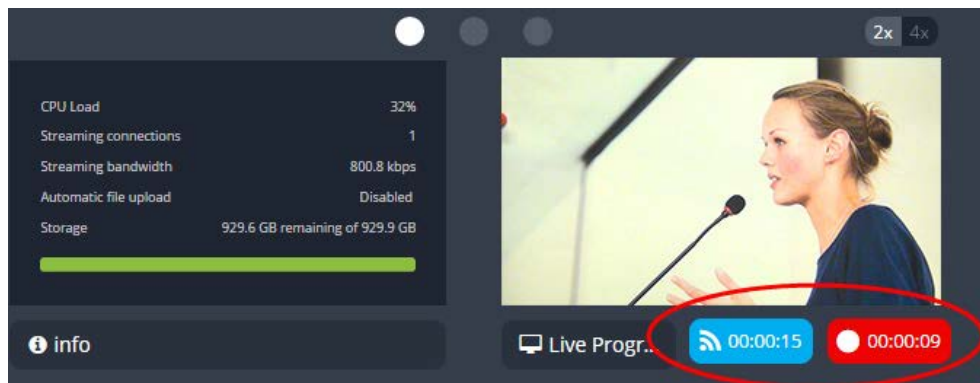 2x 4x
CPU Load 32%
Streaming connections 1
Streaming bandwidth 800.8 kbps
Automatic file upload Disabled
Storage 929.6 GB remaining of 929.9 GB
info
Live Progr... 00:00:15 00:00:09